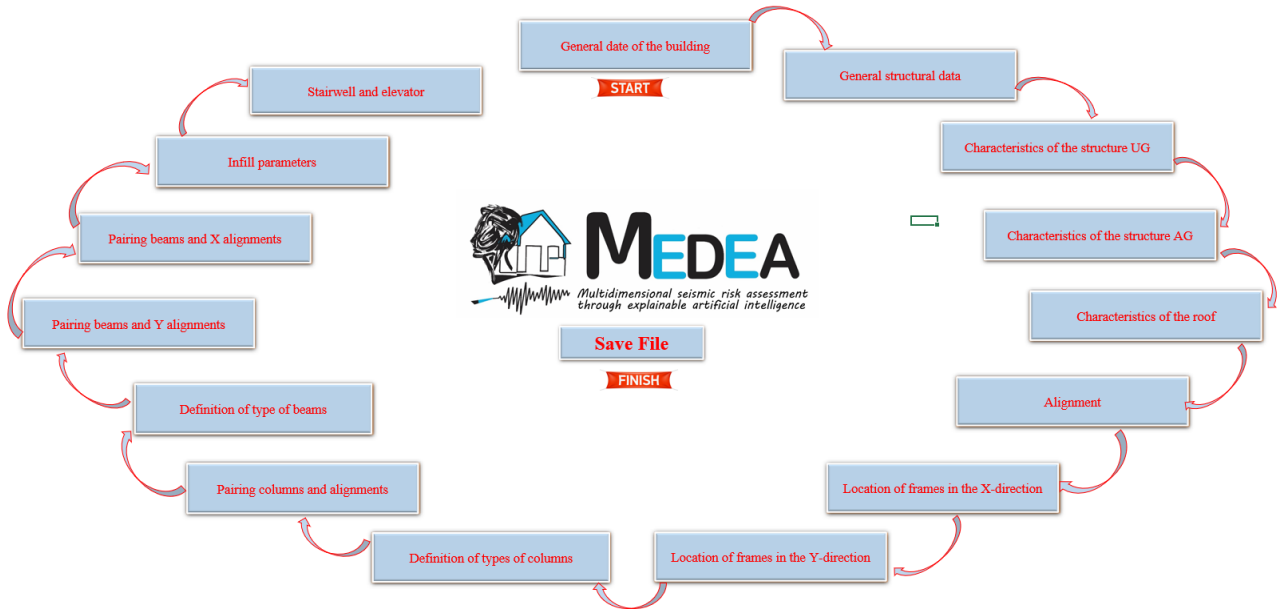 General date of the building
START
General structural data
Characteristics of the structure UG
Characteristics of the structure AG
Characteristics of the roof
Alignment
Location of frames in the X-direction
Location of frames in the Y-direction
Definition of types of columns
Pairing columns and alignments
Definition of type of beams
Pairing beams and Y alignments
Pairing beams and X alignments
Infill parameters
Stairwell and elevator
MEDEA
Multidimensional seismic risk assessment
through explainable artificial intelligence
Save File
FINISH